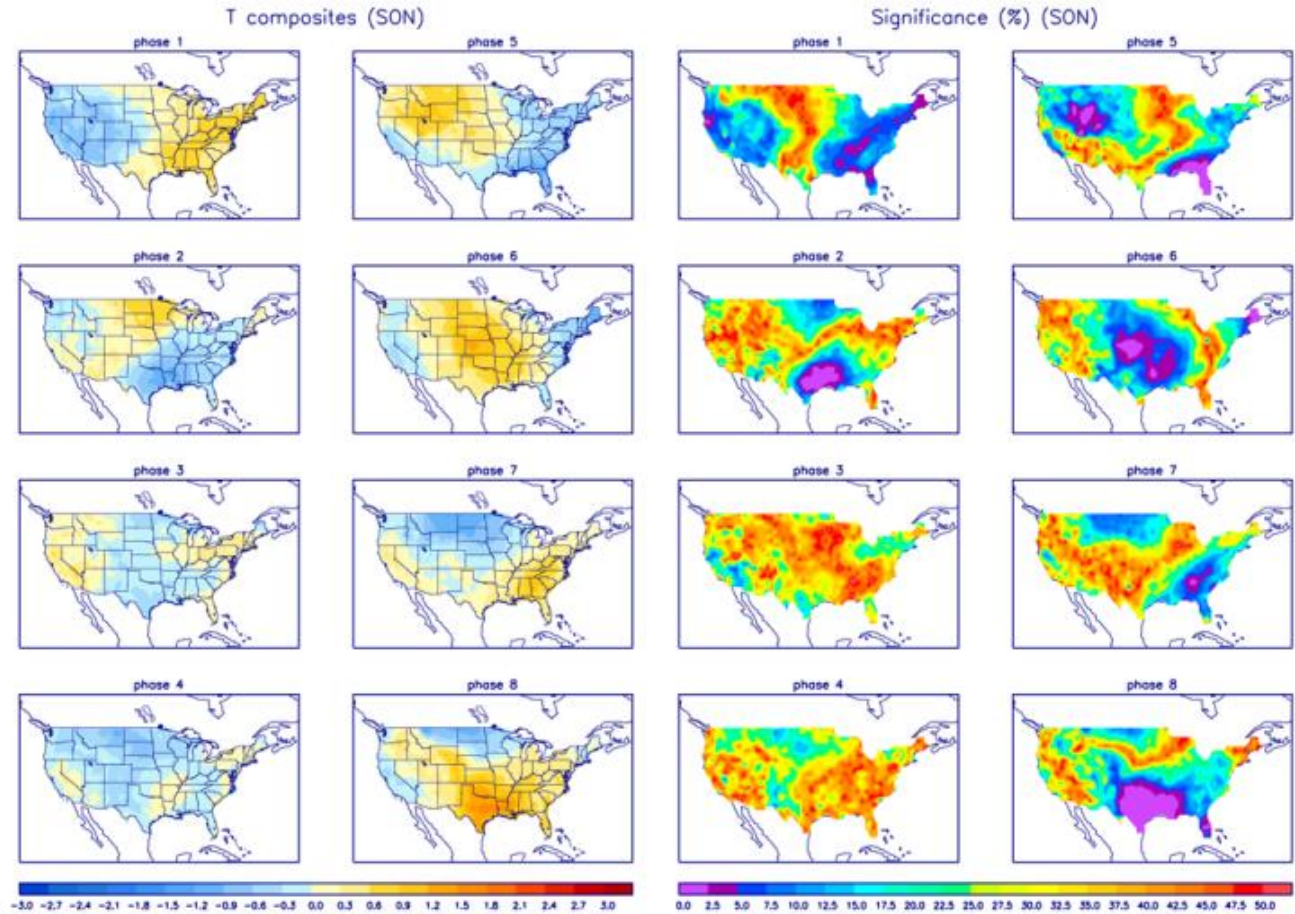 T composites (SON) Significance (%) (SON)
phase 1 phase 5 phase 1 phase 5
phase 2 phase 6 phase 2 phase 6
phase 3 phase 7 phase 3 phase 7
phase 4 phase 8 phase 4 phase 8
-3.0 -2.7 -2.4 -2.1 -1.8 -1.5 -1.2 -0.9 -0.6 -0.3 0.0 0.3 0.6 0.9 1.2 1.5 1.8 2.1 2.4 2.7 3.0 0.0 2.5 5.0 7.5 10.0 12.5 15.0 17.5 20.0 22.5 25.0 27.5 30.0 32.5 35.0 37.5 40.0 42.5 45.0 47.5 50.0